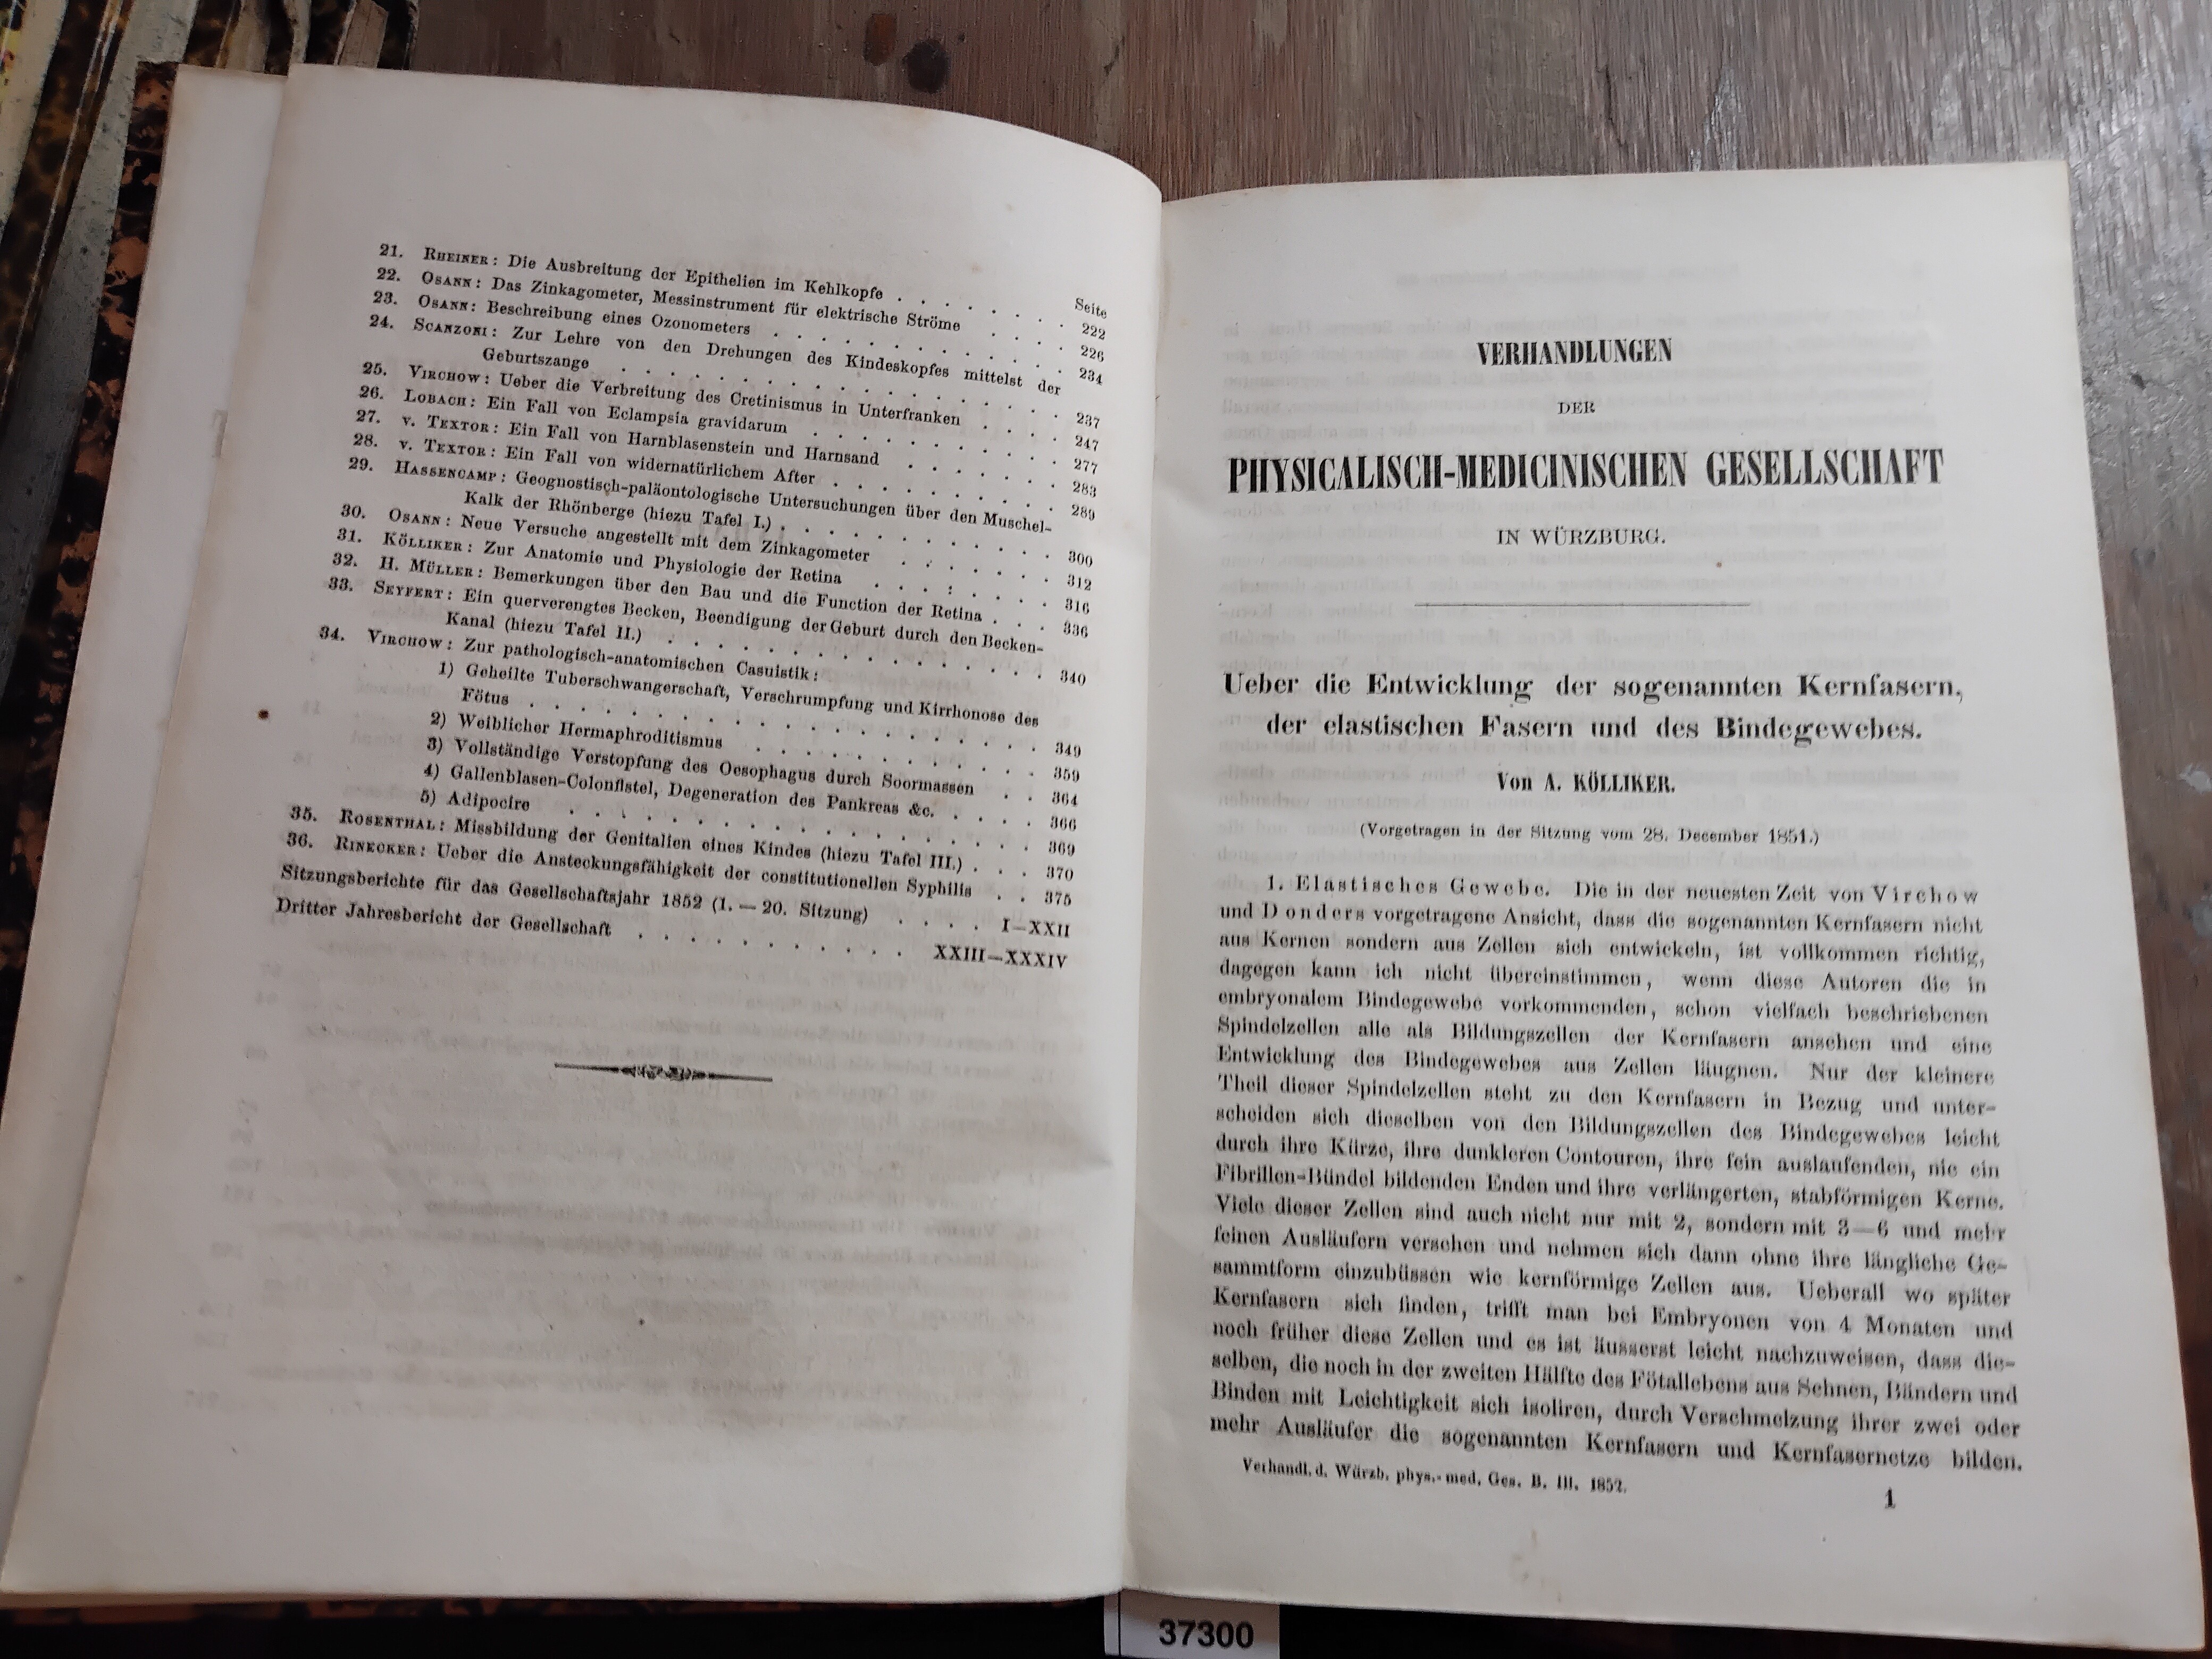 Seite
21. Rheiner: Die Ausbreitung der Epithelien im Kehlkopfe . . . . . . . 222
22. Osann: Das Zinkagometer, Messinstrument für elektrische Ströme . . . . 226
23. Osann: Beschreibung eines Ozonometers . . . . . . . . . . . 234
24. Scanzoni: Zur Lehre von den Drehungen des Kindeskopfes mittelst der
Geburtszange . . . . . . . . . . . . . . . . . 237
25. Virchow: Ueber die Verbreitung des Cretinismus in Unterfranken . . . . 247
26. Lobach: Ein Fall von Eclampsia gravidarum . . . . . . . . . . 277
27. v. Textor: Ein Fall von Harnblasenstein und Harnsand . . . . . . . 283
28. v. Textor: Ein Fall von widernatürlichem After . . . . . . . . . 289
29. Hassencamp: Geognostisch-paläontologische Untersuchungen über den Muschel-
Kalk der Rhönberge (hiezu Tafel I.) . . . . . . . . . . . 300
30. Osann: Neue Versuche angestellt mit dem Zinkagometer . . . . . . . 312
31. Kölliker: Zur Anatomie und Physiologie der Retina . . . . . . . . 316
32. H. Müller: Bemerkungen über den Bau und die Function der Retina . . . 336
33. Seyfert: Ein querverengtes Becken, Beendigung der Geburt durch den Becken-
Kanal (hiezu Tafel II.) . . . . . . . . . . . . . . . 340
34. Virchow: Zur pathologisch-anatomischen Casuistik:
1) Geheilte Tuberschwangerschaft, Verschrumpfung und Kirrhonose des
Fötus . . . . . . . . . . . . . . . . . . 349
2) Weiblicher Hermaphroditismus . . . . . . . . . . 359
3) Vollständige Verstopfung des Oesophagus durch Soormassen . . 364
4) Gallenblasen-Colonfistel, Degeneration des Pankreas &c. . . . . 366
5) Adipocire . . . . . . . . . . . . . . . . . 369
35. Rosenthal: Missbildung der Genitalien eines Kindes (hiezu Tafel III.) . . . 370
36. Rinecker: Ueber die Ansteckungsfähigkeit der constitutionellen Syphilis . . 375
Sitzungsberichte für das Gesellschaftsjahr 1852 (1. — 20. Sitzung) . . . . I—XXII
Dritter Jahresbericht der Gesellschaft . . . . . . . . . . XXIII—XXXIV
VERHANDLUNGEN
DER
PHYSICALISCH-MEDICINISCHEN GESELLSCHAFT
IN WÜRZBURG.
Ueber die Entwicklung der sogenannten Kernfasern,
der elastischen Fasern und des Bindegewebes.
Von A. KÖLLIKER.
(Vorgetragen in der Sitzung vom 28. December 1851.)
1. Elastisches Gewebe. Die in der neuesten Zeit von Virchow
und Donders vorgetragene Ansicht, dass die sogenannten Kernfasern nicht
aus Kernen sondern aus Zellen sich entwickeln, ist vollkommen richtig,
dagegen kann ich nicht übereinstimmen, wenn diese Autoren die in
embryonalem Bindegewebe vorkommenden, schon vielfach beschriebenen
Spindelzellen alle als Bildungszellen der Kernfasern ansehen und eine
Entwicklung des Bindegewebes aus Zellen läugnen. Nur der kleinere
Theil dieser Spindelzellen steht zu den Kernfasern in Bezug und unter-
scheiden sich dieselben von den Bildungszellen des Bindegewebes leicht
durch ihre Kürze, ihre dunkleren Contouren, ihre fein auslaufenden, nie ein
Fibrillen-Bündel bildenden Enden und ihre verlängerten, stabförmigen Kerne.
Viele dieser Zellen sind auch nicht nur mit 2, sondern mit 3—6 und mehr
feinen Ausläufern versehen und nehmen sich dann ohne ihre längliche Ge-
sammtform einzubüssen wie kernförmige Zellen aus. Ueberall wo später
Kernfasern sich finden, trifft man bei Embryonen von 4 Monaten und
noch früher diese Zellen und es ist äusserst leicht nachzuweisen, dass die-
selben, die noch in der zweiten Hälfte des Fötallebens aus Sehnen, Bändern und
Binden mit Leichtigkeit sich isoliren, durch Verschmelzung ihrer zwei oder
mehr Ausläufer die sogenannten Kernfasern und Kernfasernetze bilden.
Verhandl. d. Würzb. phys.-med. Ges. B. III. 1852.
1
37300